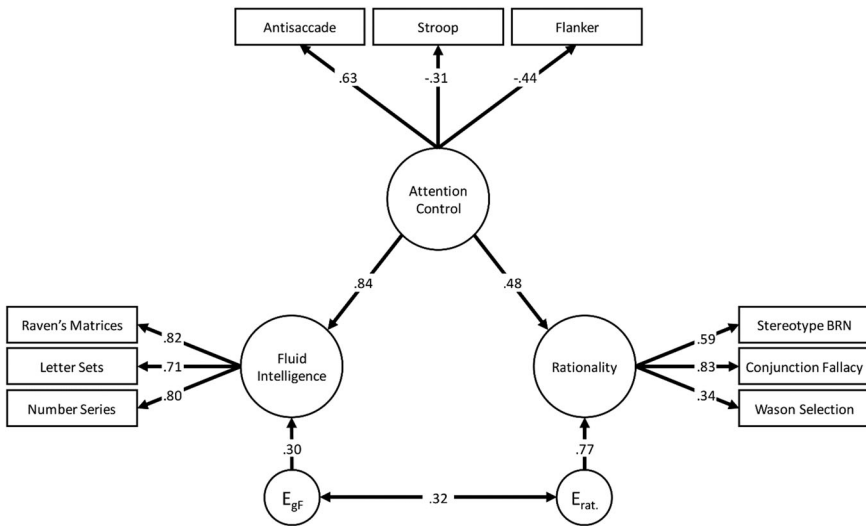 Antisaccade
Stroop
Flanker
.63
-.31
-.44
Attention
Control
.84
.48
Raven's Matrices
Letter Sets
Number Series
.82
.71
.80
Fluid
Intelligence
Rationality
.59
.83
.34
Stereotype BRN
Conjunction Fallacy
Wason Selection
.30
.77
EgF
.32
Erat.